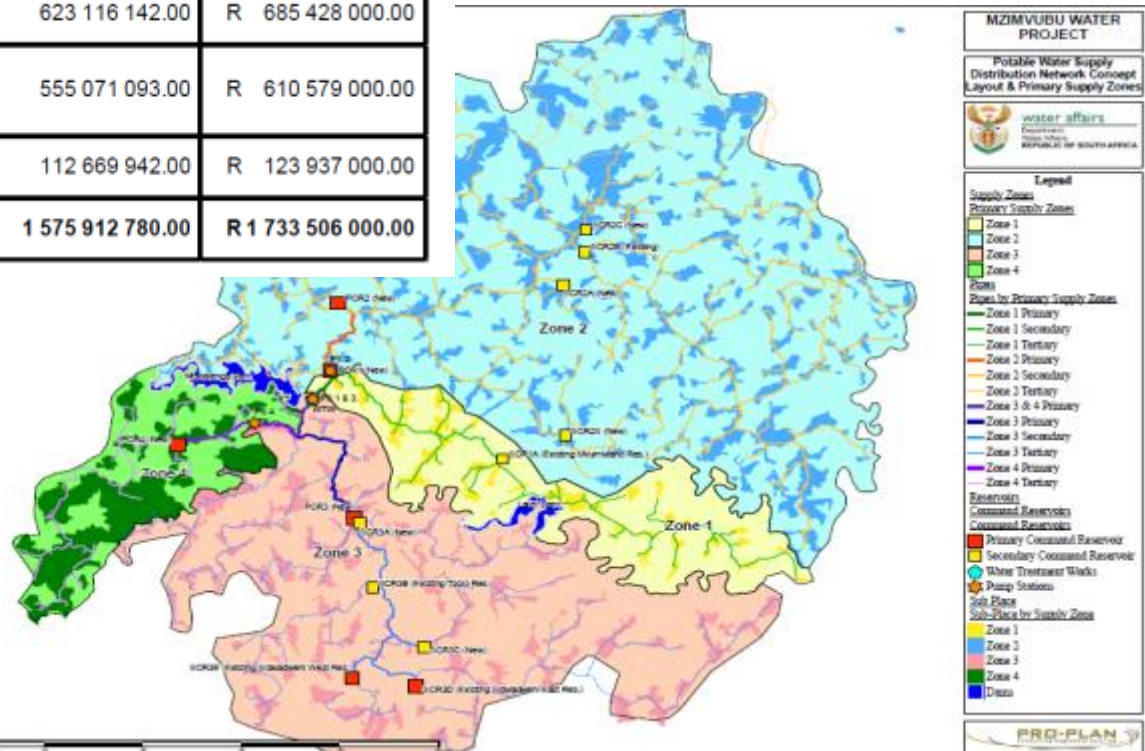 623 116 142.00 R 685 428 000.00
555 071 093.00 R 610 579 000.00
112 669 942.00 R 123 937 000.00
1 575 912 780.00 R 1 733 506 000.00
MZIMVUBU WATER
PROJECT
Potable Water Supply
Distribution Network Concept
Layout & Primary Supply Zones
water affairs
Department:
Water Affairs
REPUBLIC OF SOUTH AFRICA
Legend
Supply Zones
Primary Supply Zones
Zone 1
Zone 2
Zone 3
Zone 4
Pipes
Pipes by Primary Supply Zones
Zone 1 Primary
Zone 1 Secondary
Zone 1 Tertiary
Zone 2 Primary
Zone 2 Secondary
Zone 2 Tertiary
Zone 3 & 4 Primary
Zone 3 Primary
Zone 3 Secondary
Zone 3 Tertiary
Zone 4 Primary
Zone 4 Tertiary
Reservoirs
Command Reservoirs
Command Reservoirs
Primary Command Reservoir
Secondary Command Reservoir
Water Treatment Works
Pump Stations
Sub Place
Sub-Place by Supply Zone
Zone 1
Zone 2
Zone 3
Zone 4
Dams
PRO-PLAN
Zone 2
Zone 4
Zone 1
Zone 3